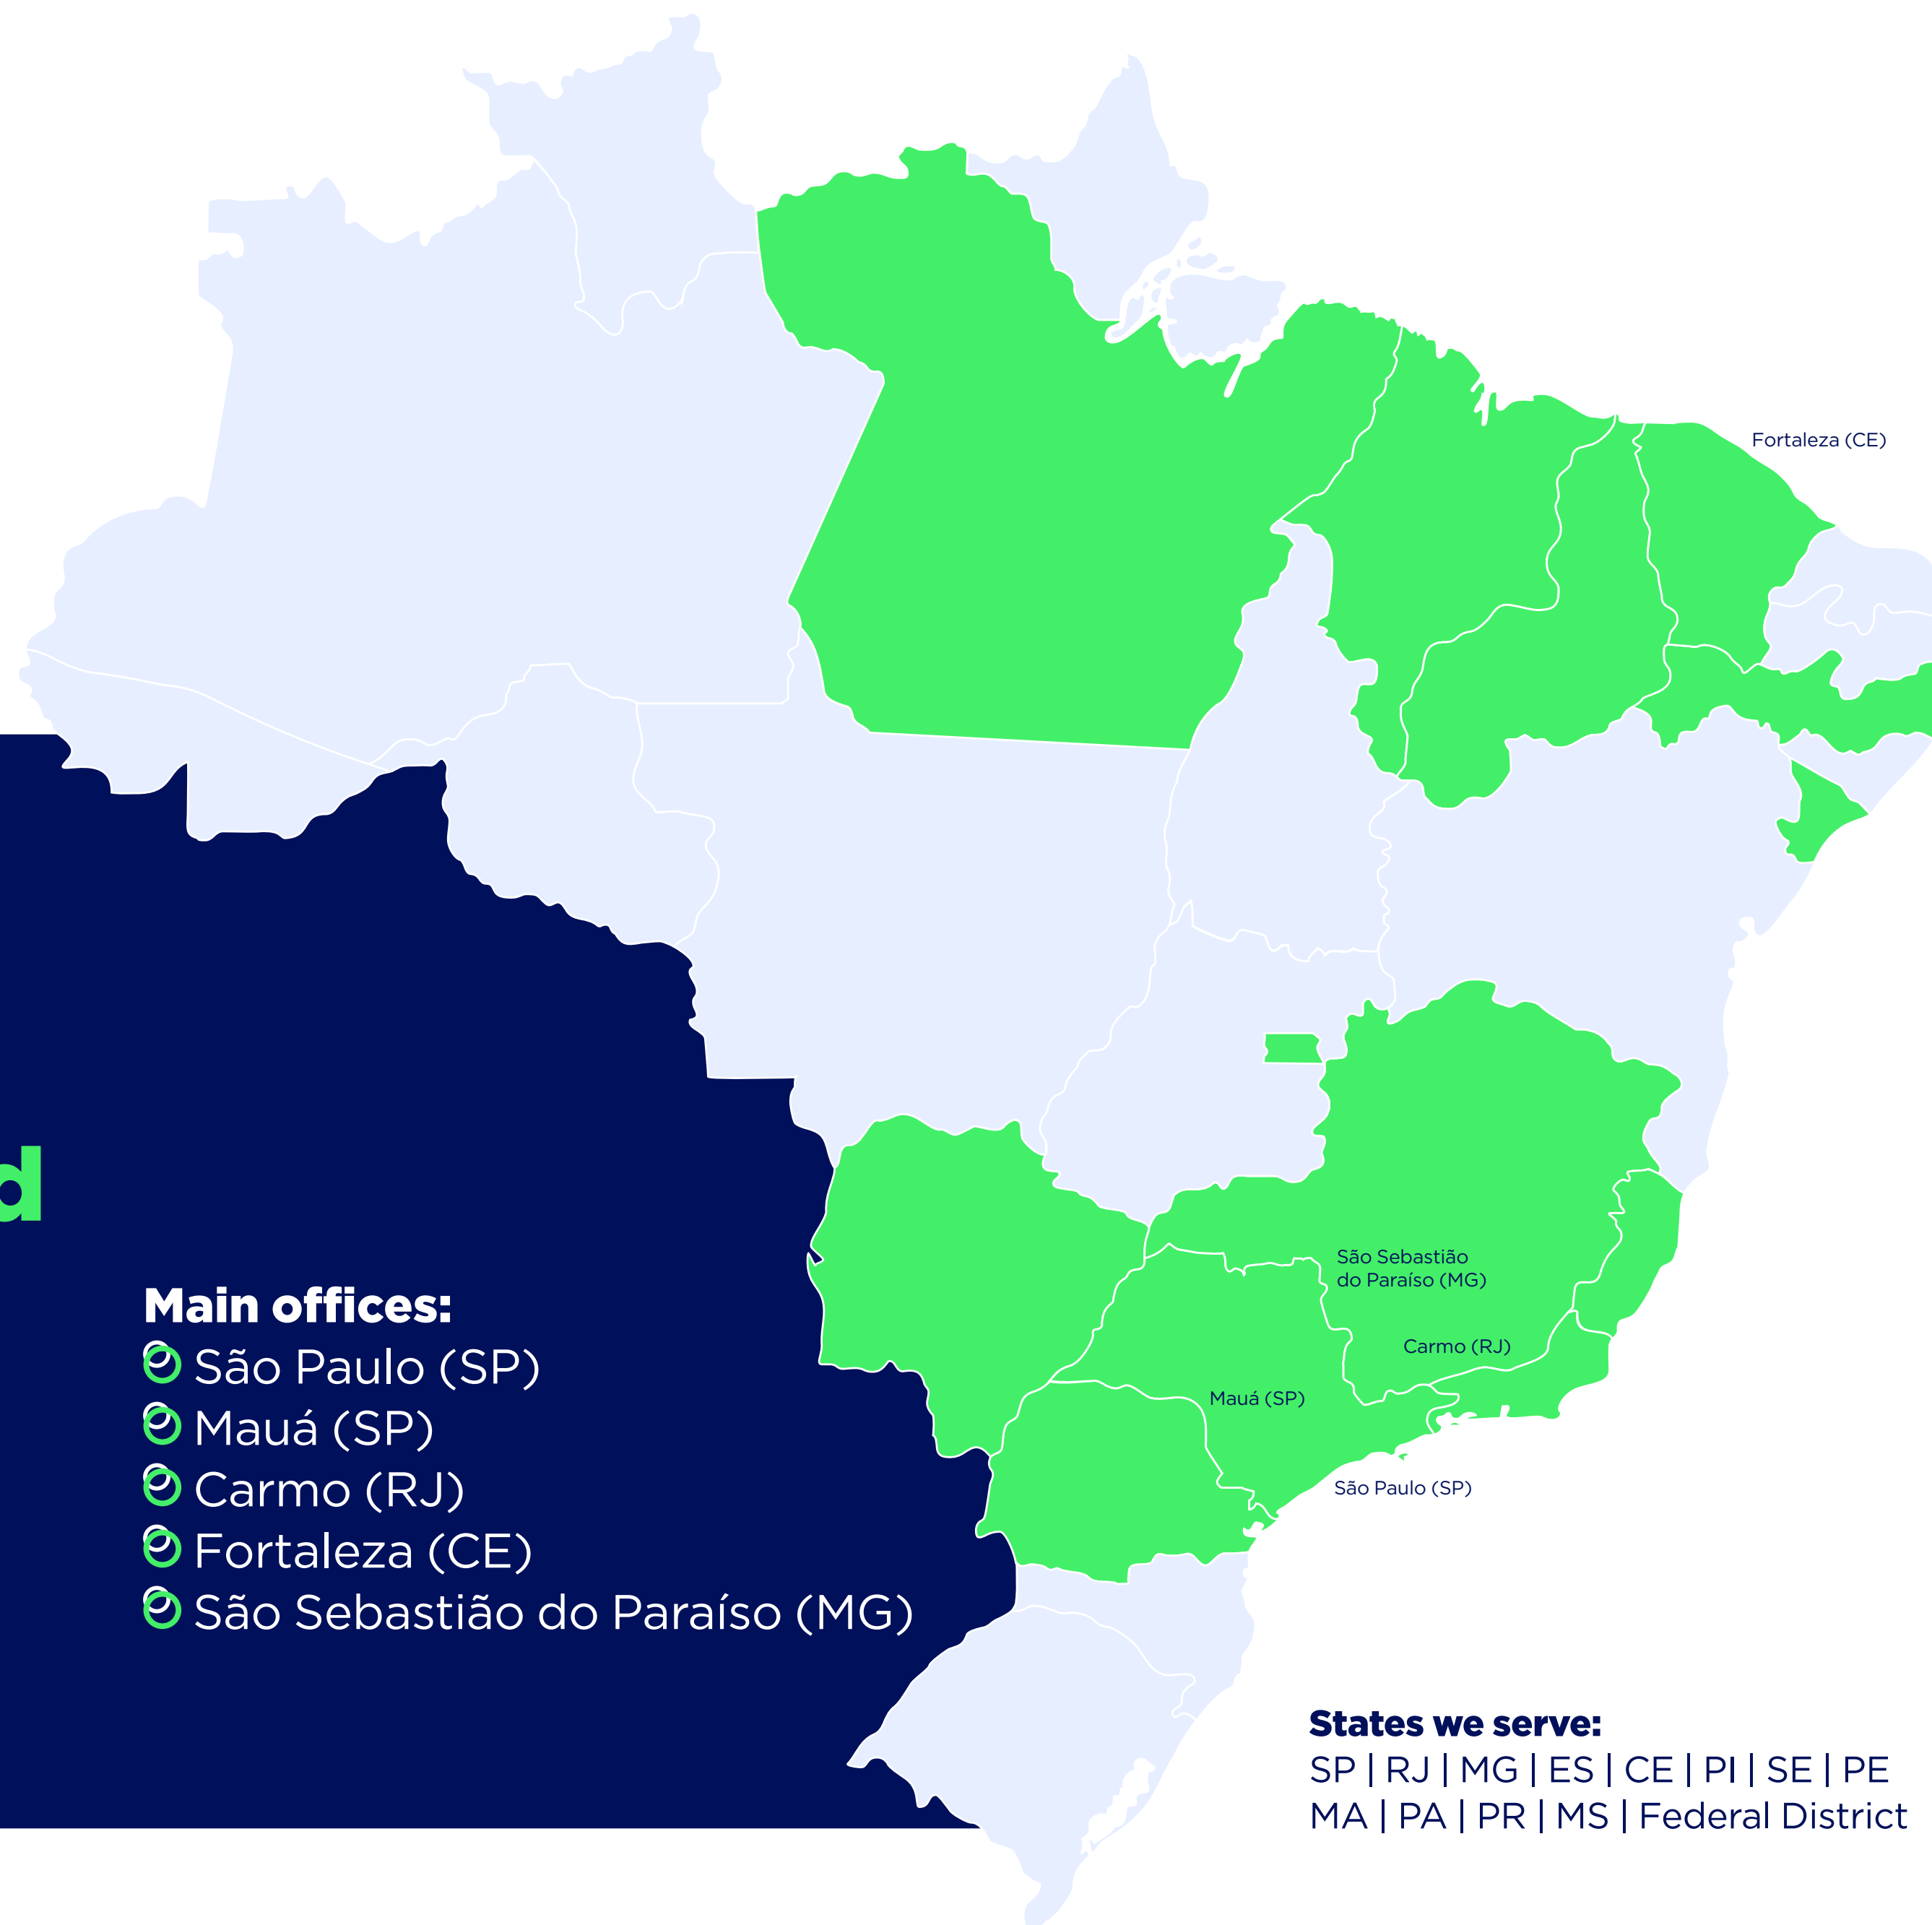 Fortaleza (CE)
d
São Sebastião
do Paraíso (MG)
Carmo (RJ)
Mauá (SP)
São Paulo (SP)
Main offices:
São Paulo (SP)
Mauá (SP)
Carmo (RJ)
Fortaleza (CE)
São Sebastião do Paraíso (MG)
States we serve:
SP | RJ | MG | ES | CE | PI | SE | PE
MA | PA | PR | MS | Federal District